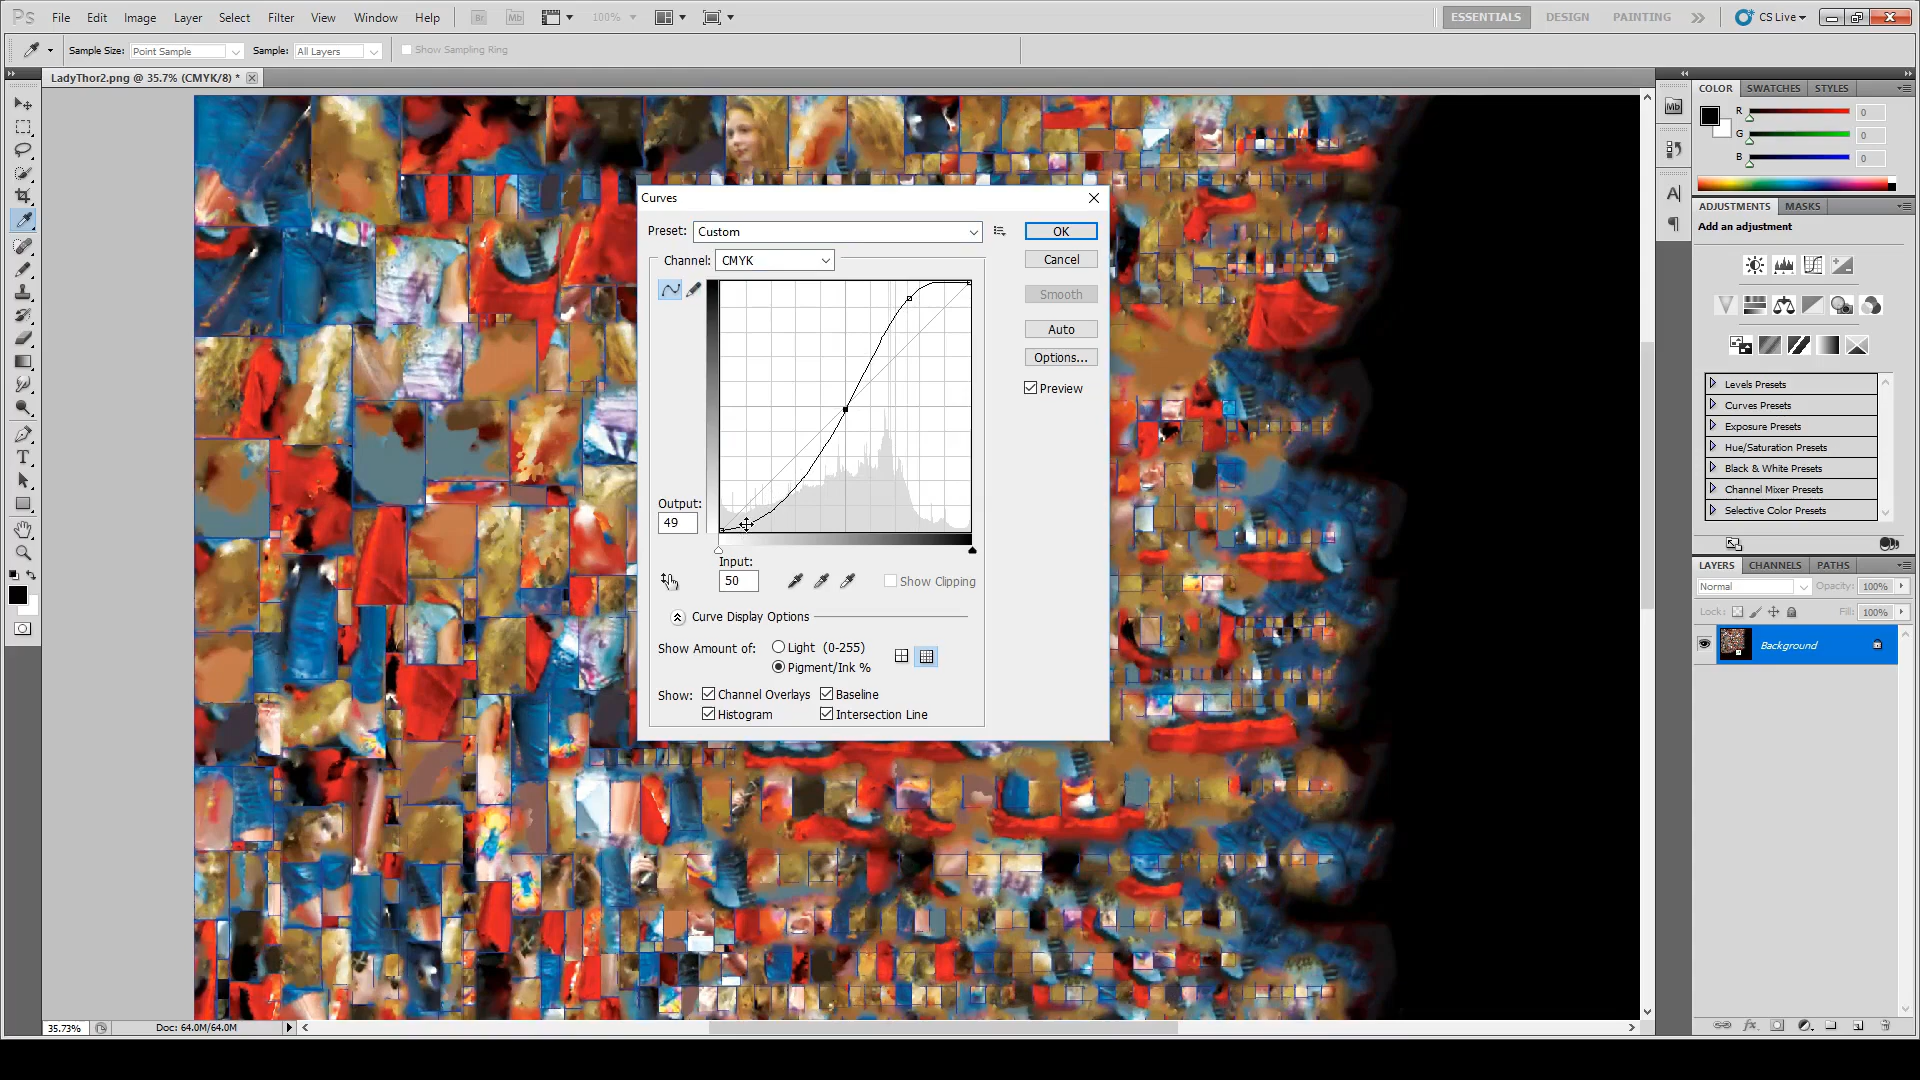 Ps File Edit Image Layer Select Filter View Window Help Br Mb 100% ESSENTIALS DESIGN PAINTING CS Live
Sample Size: Point Sample Sample: All Layers Show Sampling Ring
LadyThor2.png @ 35.7% (CMYK/8) *
COLOR SWATCHES STYLES
R 0
G 0
B 0
Mb
ADJUSTMENTS MASKS
Add an adjustment
Levels Presets
Curves Presets
Exposure Presets
Hue/Saturation Presets
Black & White Presets
Channel Mixer Presets
Selective Color Presets
LAYERS CHANNELS PATHS
Normal Opacity: 100%
Lock: Fill: 100%
Background
Curves
Preset: Custom
OK
Channel: CMYK
Cancel
Smooth
Auto
Options...
Preview
Output:
49
Input:
50
Show Clipping
Curve Display Options
Show Amount of: Light (0-255)
Pigment/Ink %
Show: Channel Overlays Baseline
Histogram Intersection Line
35.73% Doc: 64.0M/64.0M